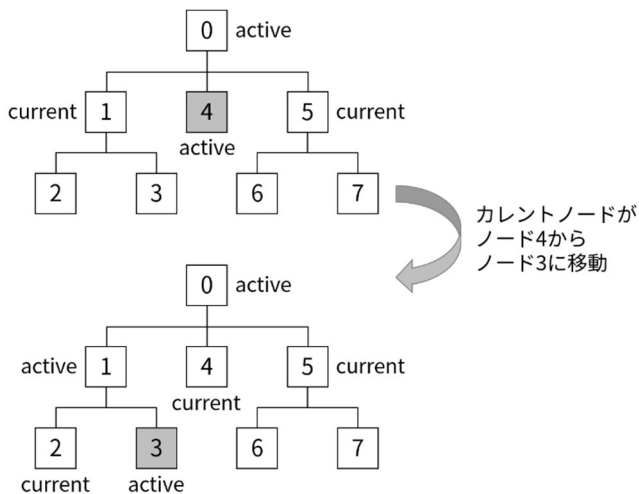 0 active
current 1 4 5 current
active
2 3 6 7
カレントノードが
ノード4から
ノード3に移動
0 active
active 1 4 5 current
current
2 3 6 7
current active